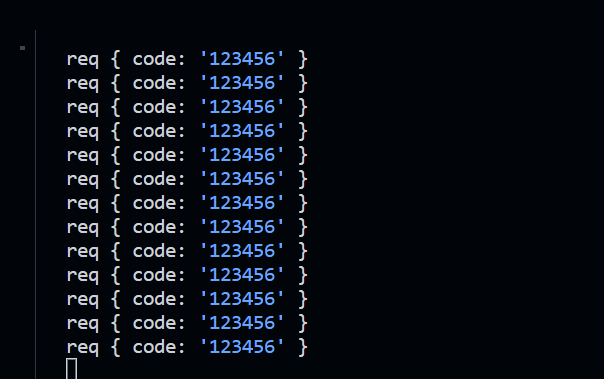 req { code: '123456' }
req { code: '123456' }
req { code: '123456' }
req { code: '123456' }
req { code: '123456' }
req { code: '123456' }
req { code: '123456' }
req { code: '123456' }
req { code: '123456' }
req { code: '123456' }
req { code: '123456' }
req { code: '123456' }
req { code: '123456' }